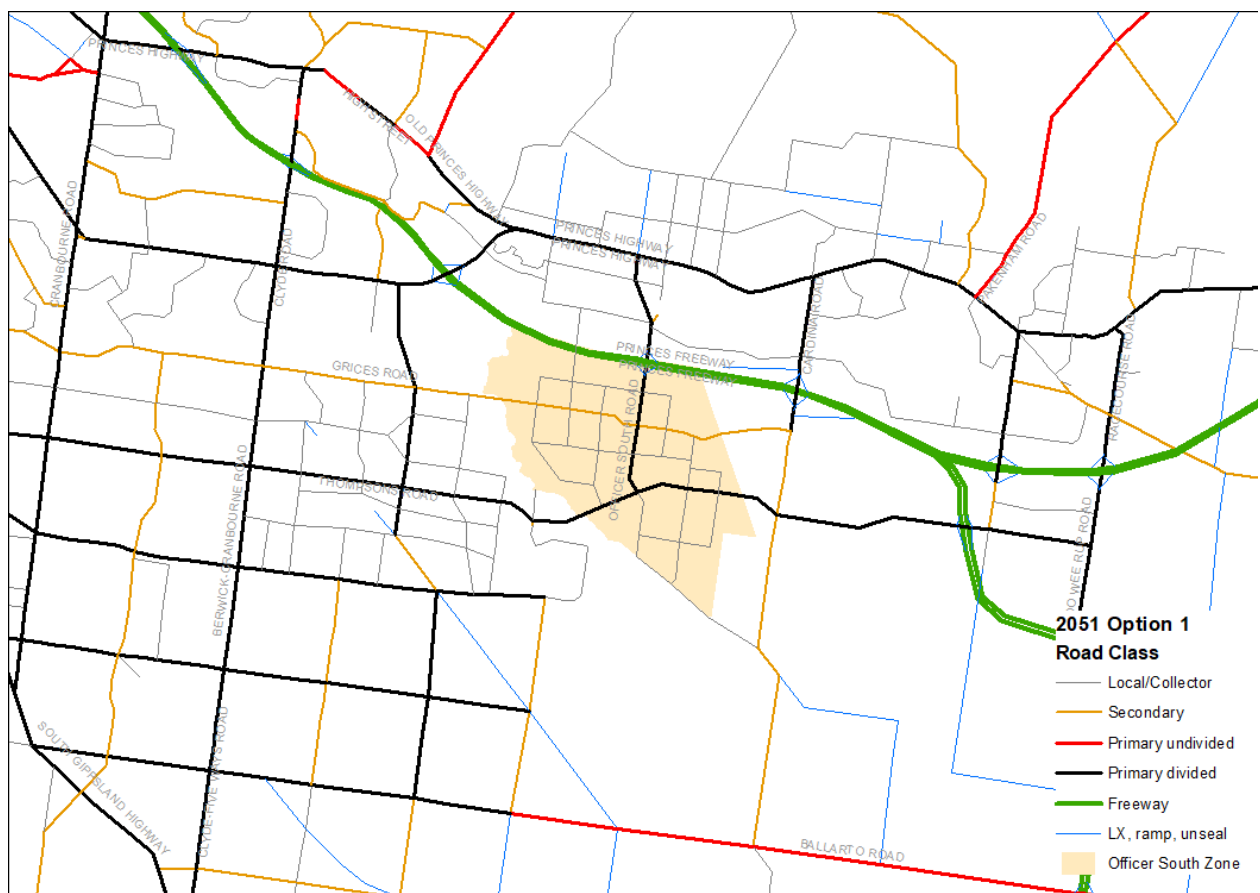 PRINCES HIGHWAY
HIGH STREET
OLD PRINCES HIGHWAY
CRANBOURNE ROAD
CLYDE ROAD
PRINCES HIGHWAY
PRINCES HIGHWAY
PAKENHAM ROAD
CARDINIA ROAD
RACECOURSE ROAD
PRINCES FREEWAY
PRINCES FREEWAY
GRICES ROAD
OFFICER SOUTH ROAD
THOMPSONS ROAD
BERWICK-CRANBOURNE ROAD
OO WEE RUP ROAD
SOUTH GIPPSLAND HIGHWAY
CLYDE-FIVE WAYS ROAD
BALLARTO ROAD
2051 Option 1
Road Class
Local/Collector
Secondary
Primary undivided
Primary divided
Freeway
LX, ramp, unseal
Officer South Zone